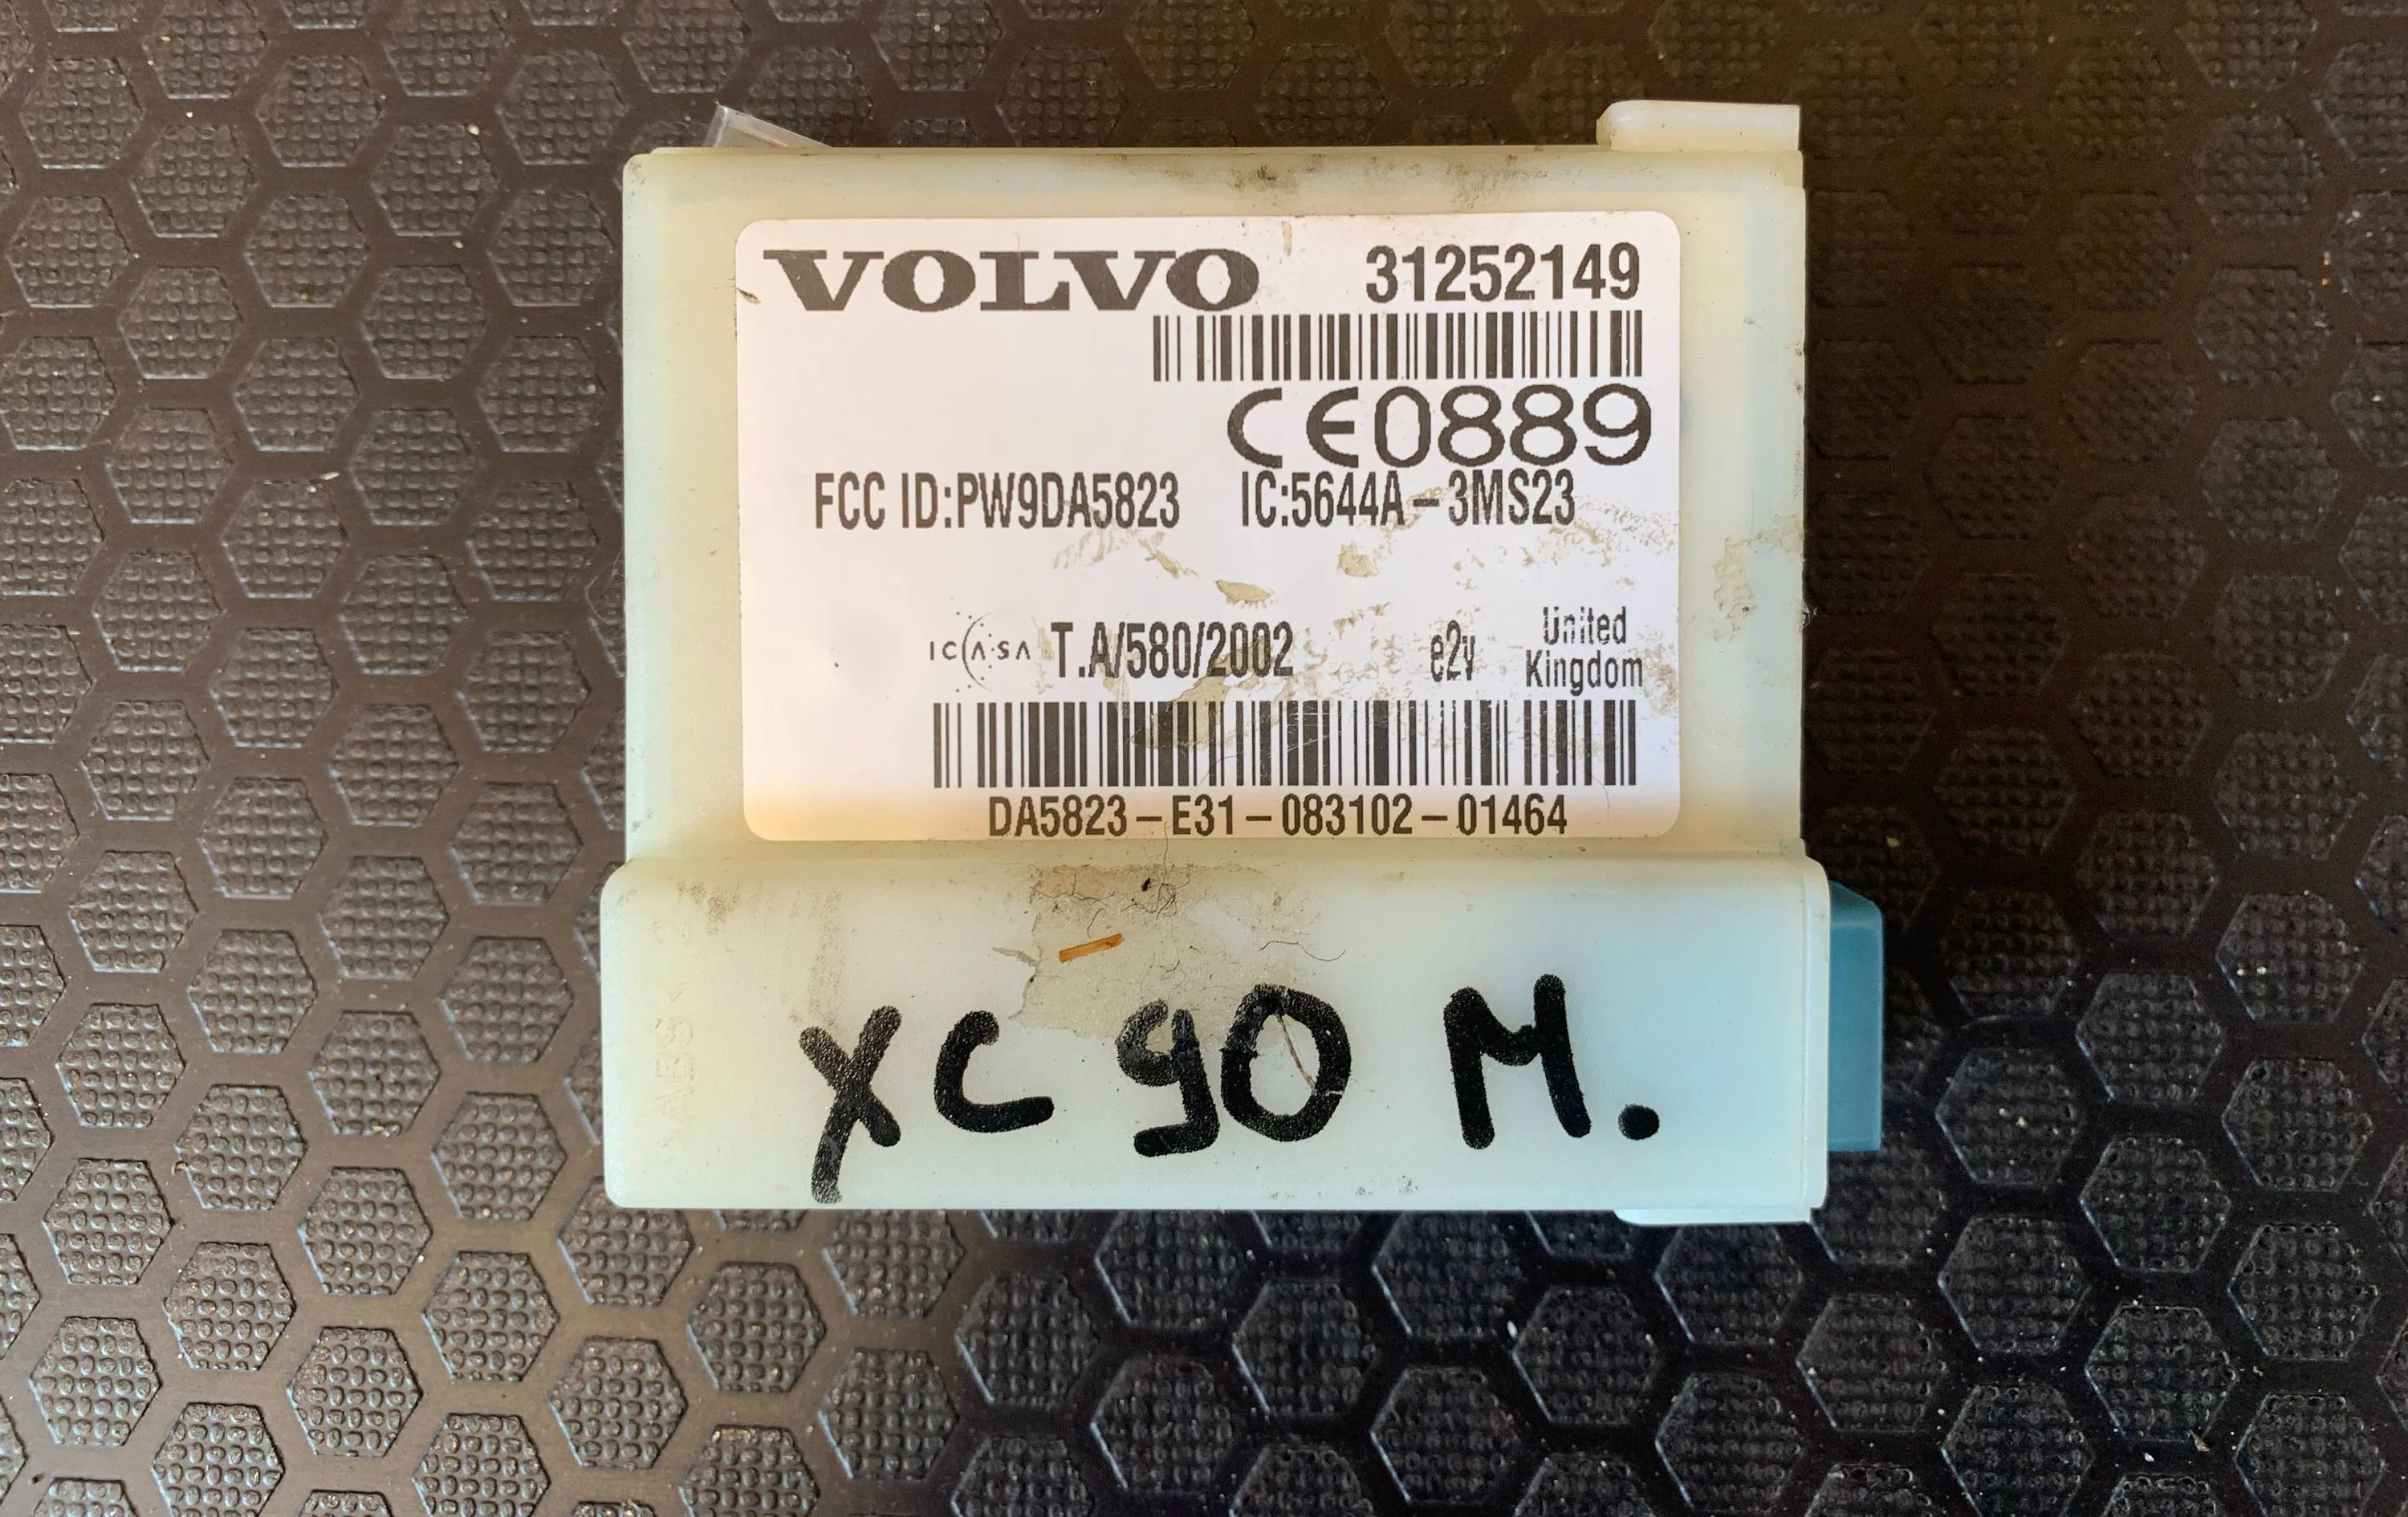 VOLVO 31252149
CE0889
FCC ID:PW9DA5823 IC:5644A-3MS23
ICASA T.A/580/2002 e2v United Kingdom
DA5823-E31-083102-01464
XC 90 M.